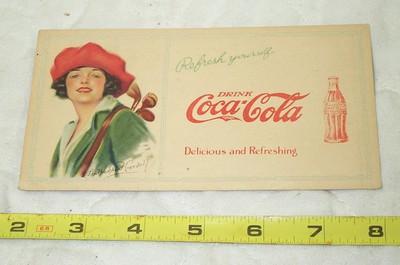 Refresh yourself
DRINK
Coca-Cola
Delicious and Refreshing
2 3 4 5 6 7 8